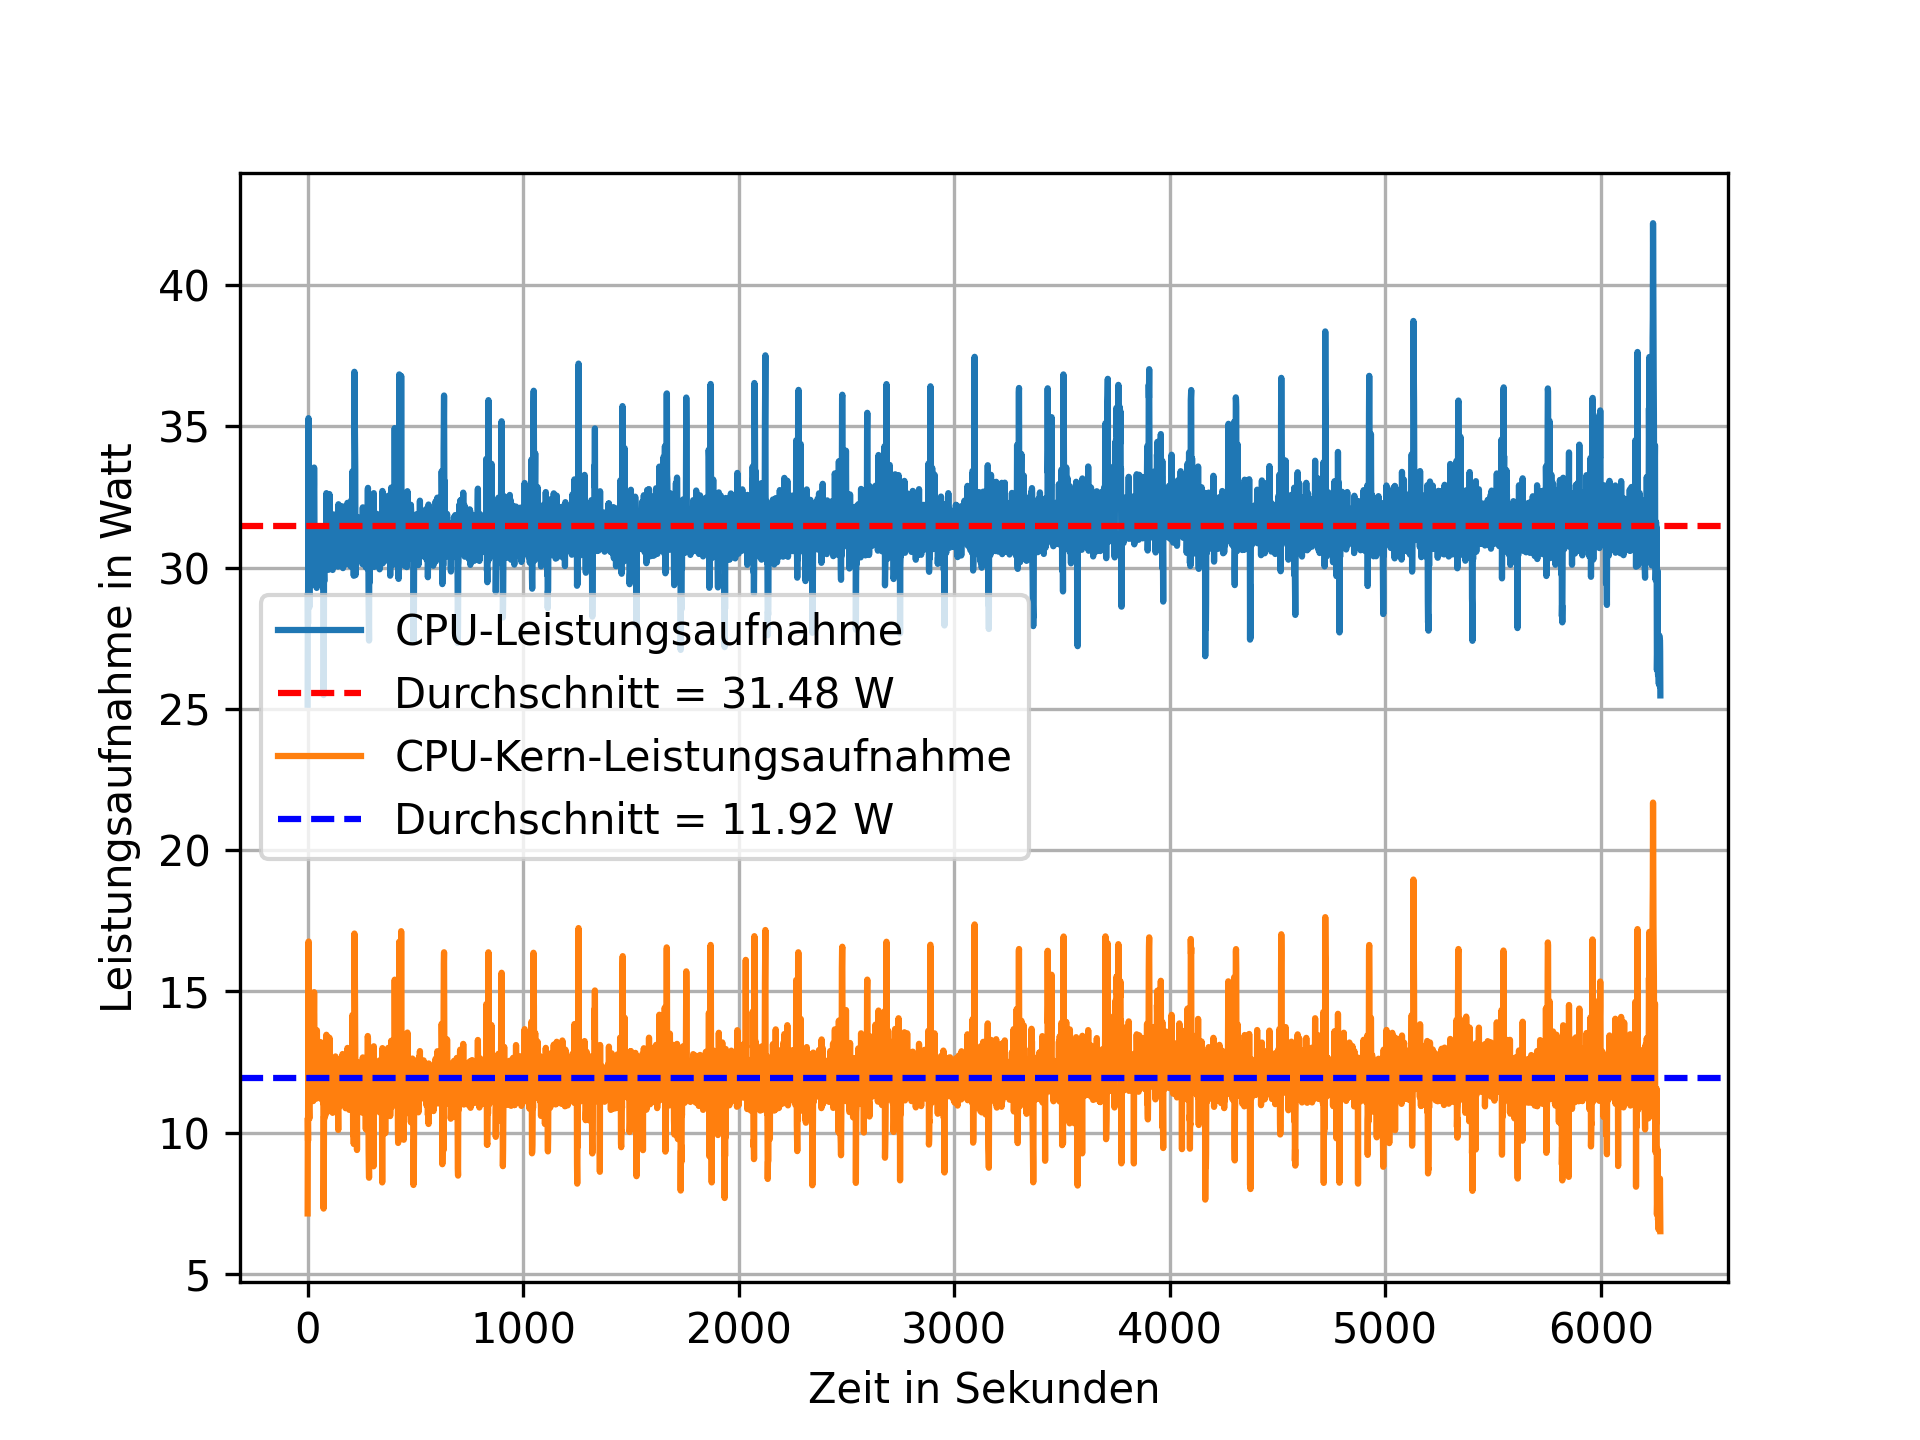 40
35
30
25
20
15
10
5
Leistungsaufnahme in Watt
CPU-Leistungsaufnahme
Durchschnitt = 31.48 W
CPU-Kern-Leistungsaufnahme
Durchschnitt = 11.92 W
0 1000 2000 3000 4000 5000 6000
Zeit in Sekunden